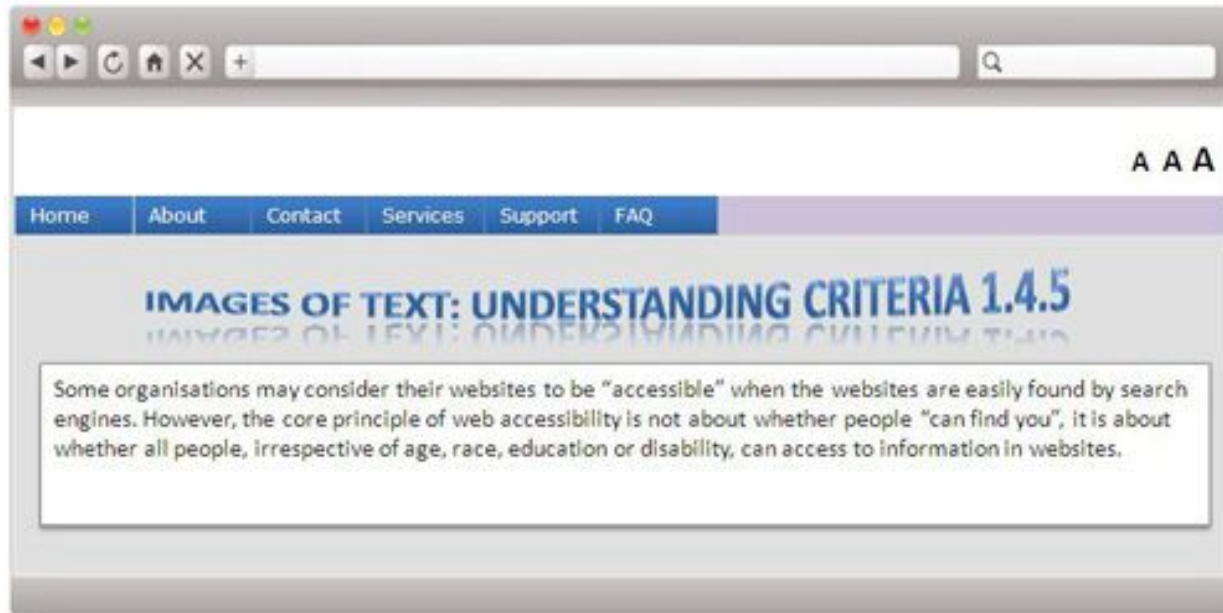 A A A
Home About Contact Services Support FAQ
IMAGES OF TEXT: UNDERSTANDING CRITERIA 1.4.5
Some organisations may consider their websites to be “accessible” when the websites are easily found by search
engines. However, the core principle of web accessibility is not about whether people “can find you”, it is about
whether all people, irrespective of age, race, education or disability, can access to information in websites.